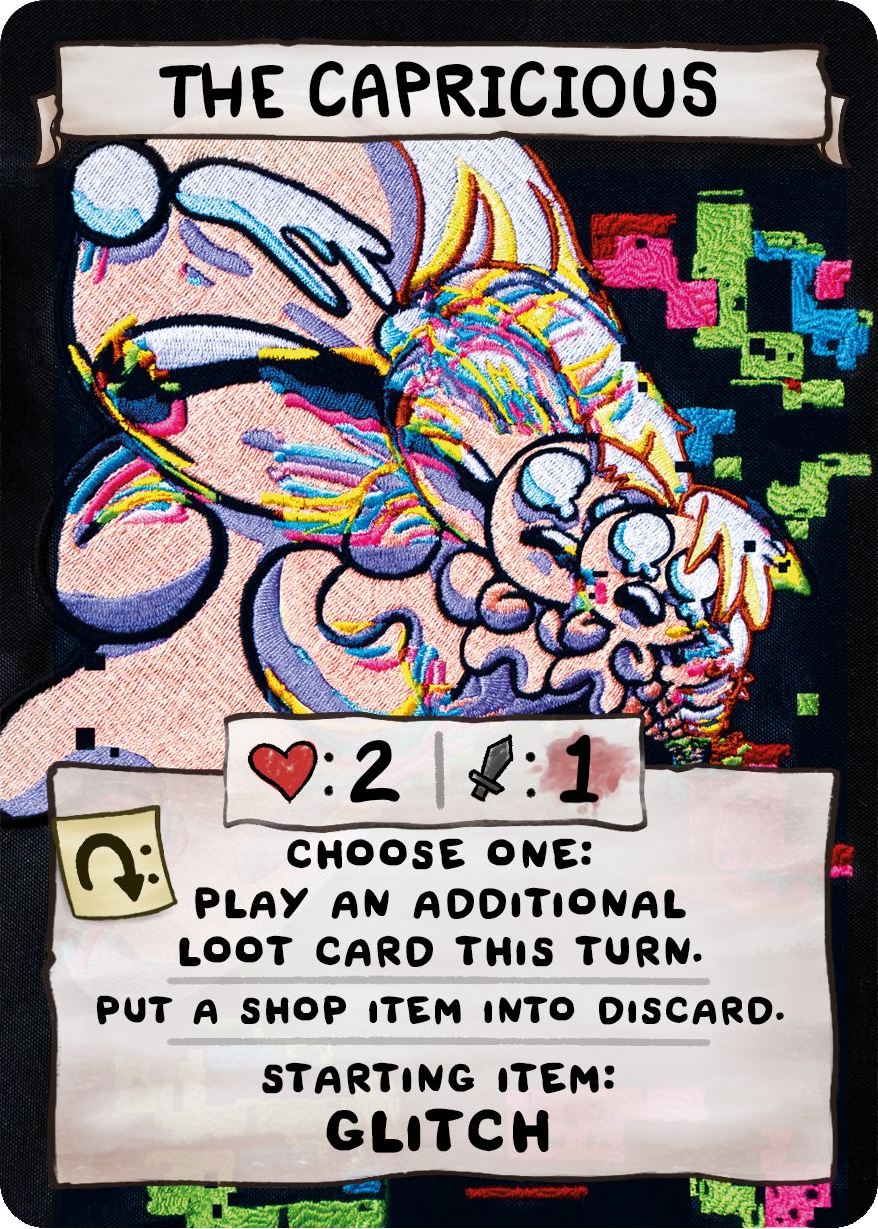 THE CAPRICIOUS
:2 | :1
CHOOSE ONE:
PLAY AN ADDITIONAL
LOOT CARD THIS TURN.
PUT A SHOP ITEM INTO DISCARD.
STARTING ITEM:
GLITCH